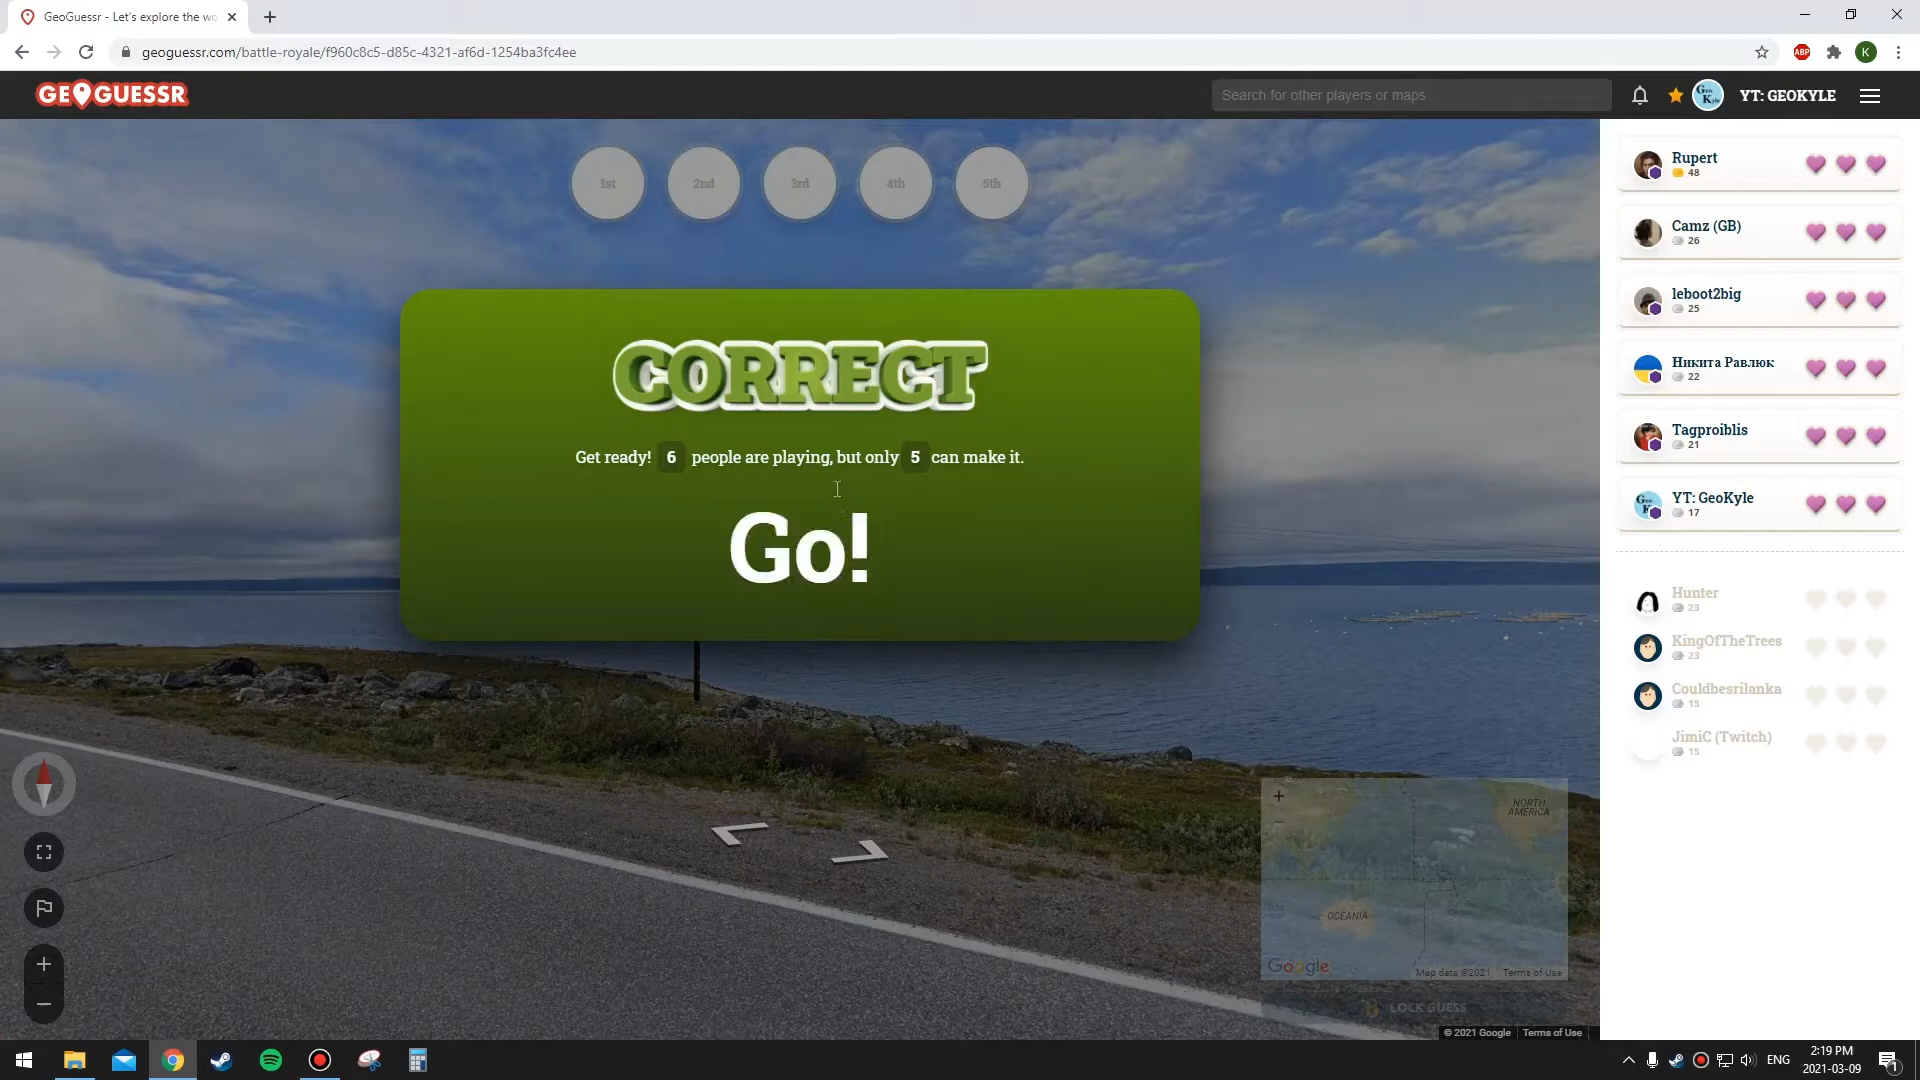 GeoGuessr - Let's explore the wo
geoguessr.com/battle-royale/f960c8c5-d85c-4321-af6d-1254ba3fc4ee
ABP
K
GEOGUESSR
Search for other players or maps
Geo
Kyle
YT: GEOKYLE
1st
2nd
3rd
4th
5th
CORRECT
Get ready! 6 people are playing, but only 5 can make it.
Go!
Rupert
48
Camz (GB)
26
leboot2big
25
Никита Равлюк
22
Tagproiblis
21
YT: GeoKyle
17
Hunter
23
KingOfTheTrees
23
Couldbesrilanka
15
JimiC (Twitch)
15
NORTH
AMERICA
OCEANIA
Google
Map data ©2021
Terms of Use
LOCK GUESS
© 2021 Google
Terms of Use
ENG
2:19 PM
2021-03-09
1